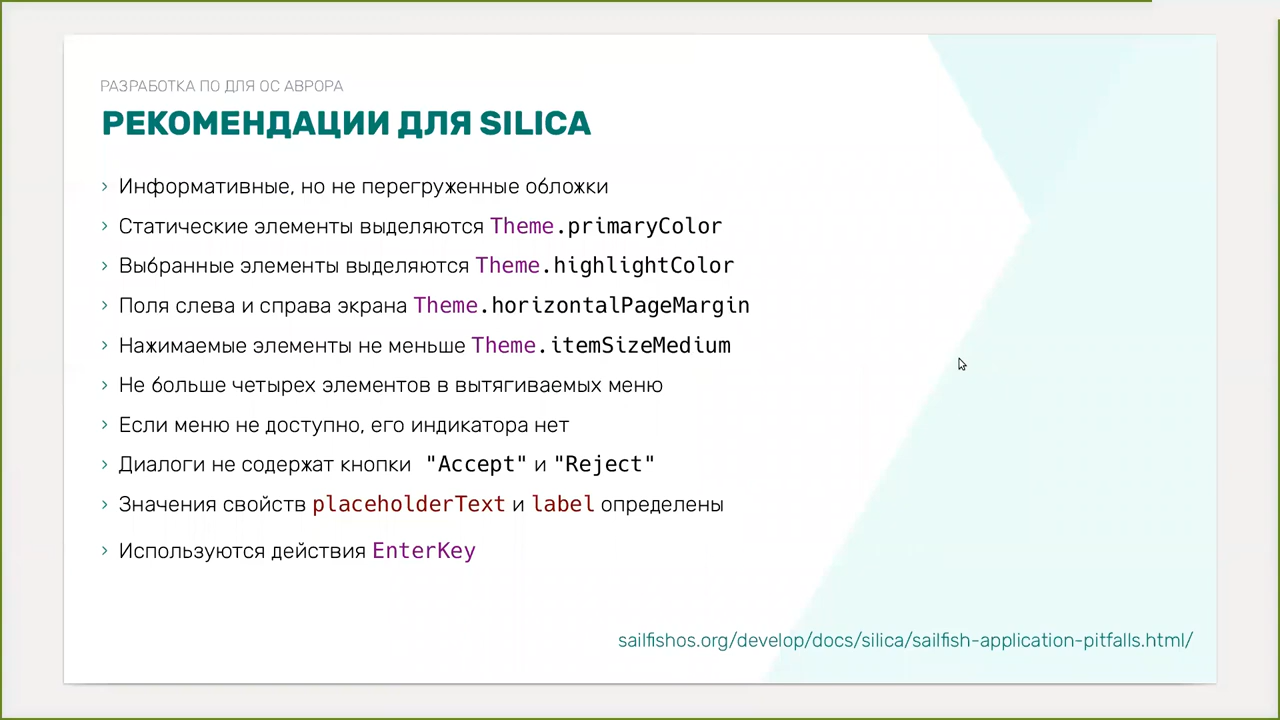 РАЗРАБОТКА ПО ДЛЯ ОС АВРОРА
РЕКОМЕНДАЦИИ ДЛЯ SILICA
› Информативные, но не перегруженные обложки
› Статические элементы выделяются Theme.primaryColor
› Выбранные элементы выделяются Theme.highlightColor
› Поля слева и справа экрана Theme.horizontalPageMargin
› Нажимаемые элементы не меньше Theme.itemSizeMedium
› Не больше четырех элементов в вытягиваемых меню
› Если меню не доступно, его индикатора нет
› Диалоги не содержат кнопки "Accept" и "Reject"
› Значения свойств placeholderText и label определены
› Используются действия EnterKey
sailfishos.org/develop/docs/silica/sailfish-application-pitfalls.html/